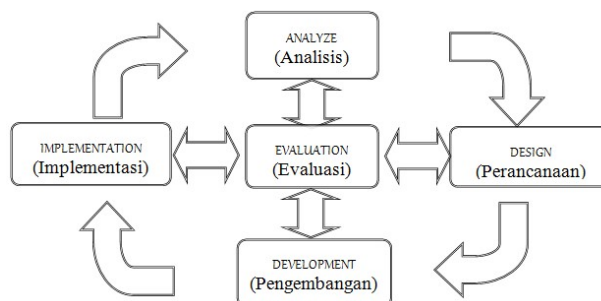 ANALYZE
(Analisis)
IMPLEMENTATION
(Implementasi)
EVALUATION
(Evaluasi)
DESIGN
(Perancanaan)
DEVELOPMENT
(Pengembangan)